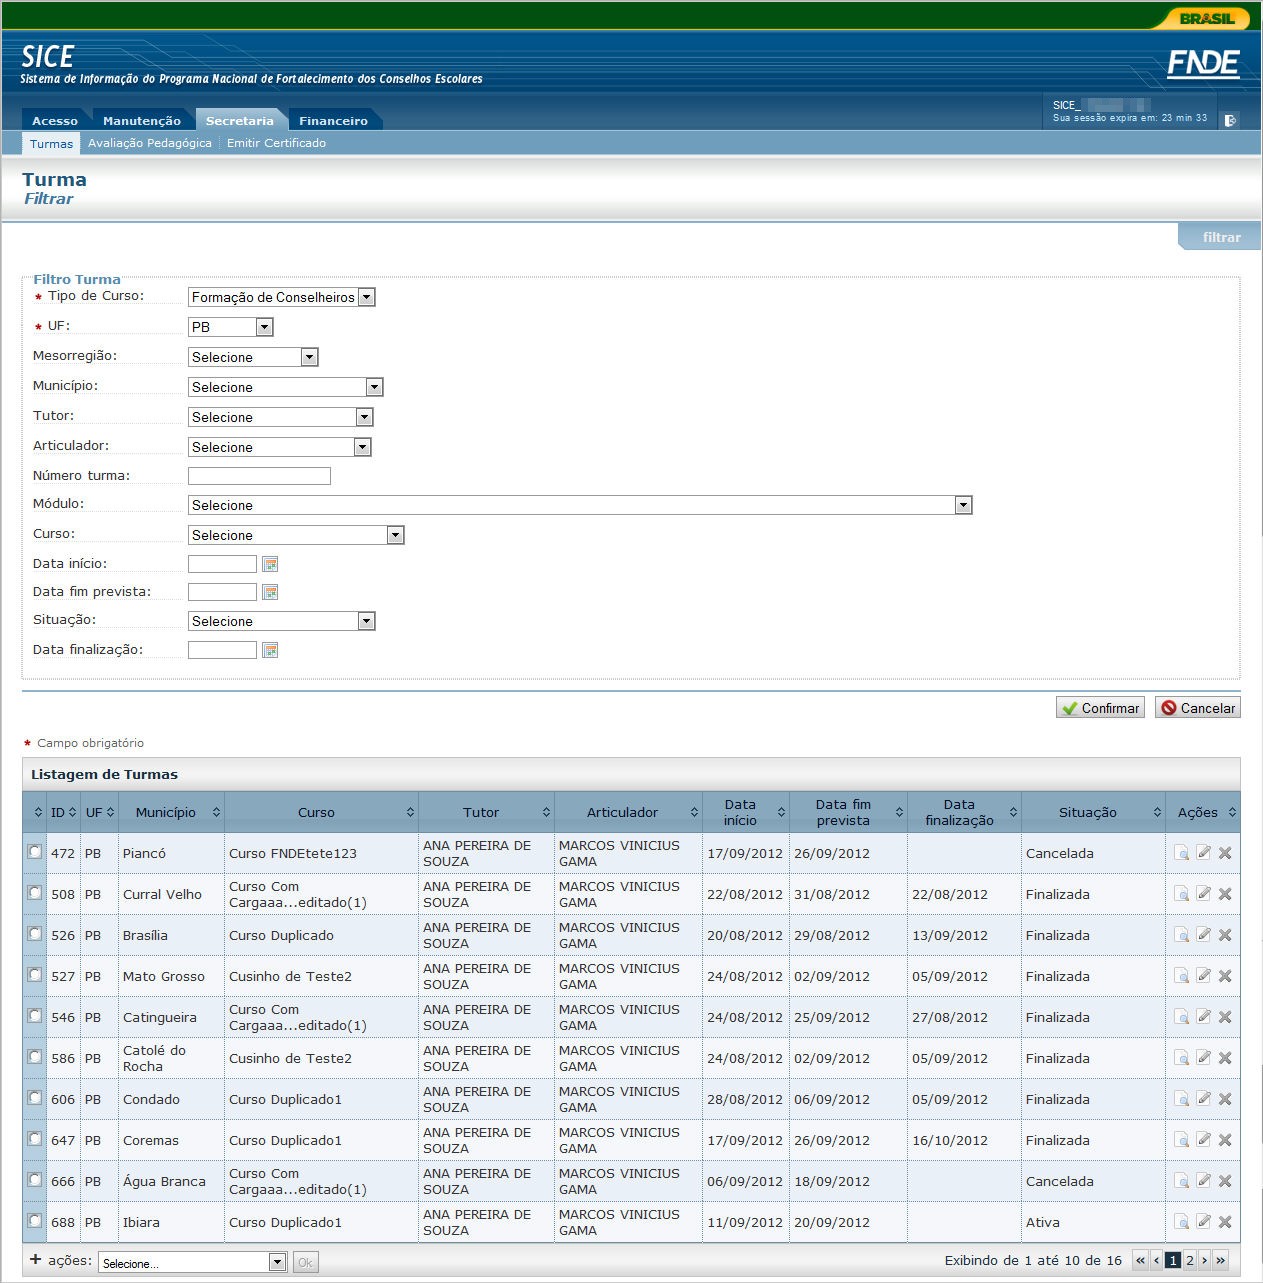 BRASIL
SICE
Sistema de Informação do Programa Nacional de Fortalecimento dos Conselhos Escolares
FNDE
SICE_
Sua sessão expira em: 23 min 33
Acesso Manutenção Secretaria Financeiro
Turmas Avaliação Pedagógica Emitir Certificado
Turma
Filtrar
filtrar
Filtro Turma
* Tipo de Curso: Formação de Conselheiros
* UF: PB
Mesorregião: Selecione
Município: Selecione
Tutor: Selecione
Articulador: Selecione
Número turma:
Módulo: Selecione
Curso: Selecione
Data início:
Data fim prevista:
Situação: Selecione
Data finalização:
Confirmar Cancelar
* Campo obrigatório
Listagem de Turmas
ID UF Município Curso Tutor Articulador Data início Data fim prevista Data finalização Situação Ações
472 PB Piancó Curso FNDEtete123 ANA PEREIRA DE SOUZA MARCOS VINICIUS GAMA 17/09/2012 26/09/2012 Cancelada
508 PB Curral Velho Curso Com Cargaaa...editado(1) ANA PEREIRA DE SOUZA MARCOS VINICIUS GAMA 22/08/2012 31/08/2012 22/08/2012 Finalizada
526 PB Brasília Curso Duplicado ANA PEREIRA DE SOUZA MARCOS VINICIUS GAMA 20/08/2012 29/08/2012 13/09/2012 Finalizada
527 PB Mato Grosso Cusinho de Teste2 ANA PEREIRA DE SOUZA MARCOS VINICIUS GAMA 24/08/2012 02/09/2012 05/09/2012 Finalizada
546 PB Catingueira Curso Com Cargaaa...editado(1) ANA PEREIRA DE SOUZA MARCOS VINICIUS GAMA 24/08/2012 25/09/2012 27/08/2012 Finalizada
586 PB Catolé do Rocha Cusinho de Teste2 ANA PEREIRA DE SOUZA MARCOS VINICIUS GAMA 24/08/2012 02/09/2012 05/09/2012 Finalizada
606 PB Condado Curso Duplicado1 ANA PEREIRA DE SOUZA MARCOS VINICIUS GAMA 28/08/2012 06/09/2012 05/09/2012 Finalizada
647 PB Coremas Curso Duplicado1 ANA PEREIRA DE SOUZA MARCOS VINICIUS GAMA 17/09/2012 26/09/2012 16/10/2012 Finalizada
666 PB Água Branca Curso Com Cargaaa...editado(1) ANA PEREIRA DE SOUZA MARCOS VINICIUS GAMA 06/09/2012 18/09/2012 Cancelada
688 PB Ibiara Curso Duplicado1 ANA PEREIRA DE SOUZA MARCOS VINICIUS GAMA 11/09/2012 20/09/2012 Ativa
+ ações: Selecione... Ok Exibindo de 1 até 10 de 16 « ‹ 1 2 › »